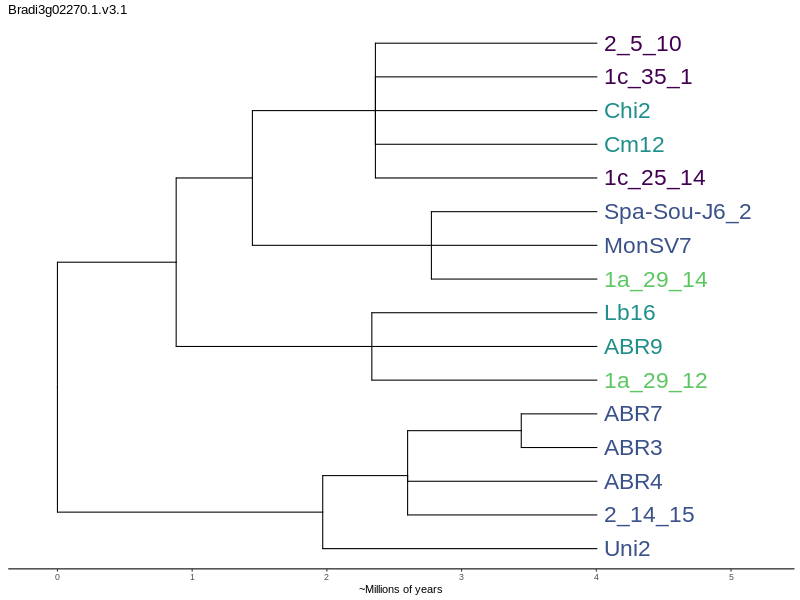 Bradi3g02270.1.v3.1
2_5_10
1c_35_1
Chi2
Cm12
1c_25_14
Spa-Sou-J6_2
MonSV7
1a_29_14
Lb16
ABR9
1a_29_12
ABR7
ABR3
ABR4
2_14_15
Uni2
0 1 2 3 4 5
~Millions of years